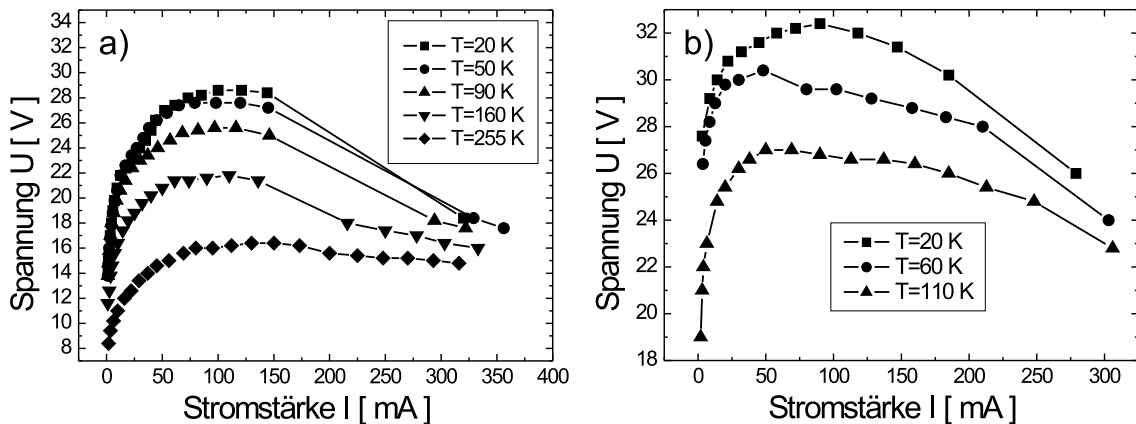 a)
34
32
30
28
26
24
22
20
18
16
14
12
10
8
Spannung U [ V ]
T=20 K
T=50 K
T=90 K
T=160 K
T=255 K
0 50 100 150 200 250 300 350 400
Stromstärke I [ mA ]
b)
32
30
28
26
24
22
20
18
Spannung U [ V ]
T=20 K
T=60 K
T=110 K
0 50 100 150 200 250 300
Stromstärke I [ mA ]